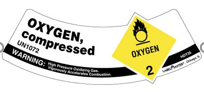 OXYGEN,
compressed
UN1072
WARNING: High Pressure Oxidizing Gas.
Vigorously Accelerates Combustion.
OXYGEN
2